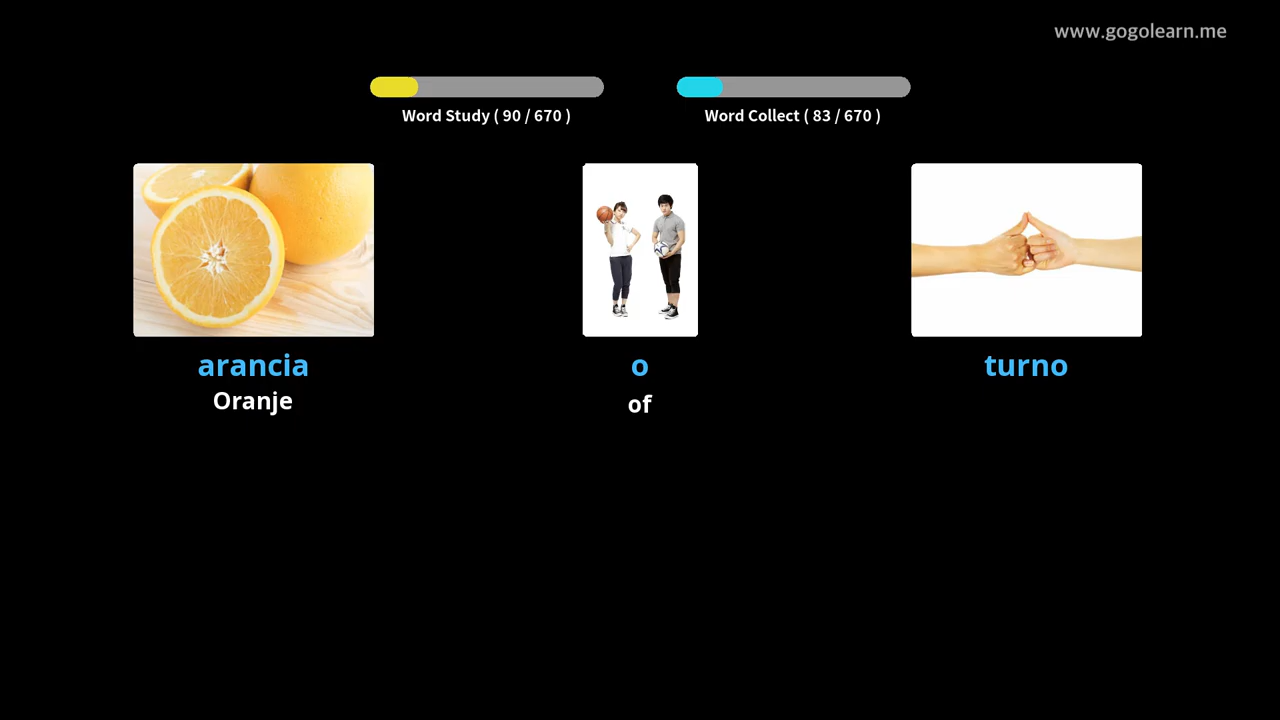 www.gogolearn.me
Word Study ( 90 / 670 )
Word Collect ( 83 / 670 )
arancia
Oranje
o
of
turno